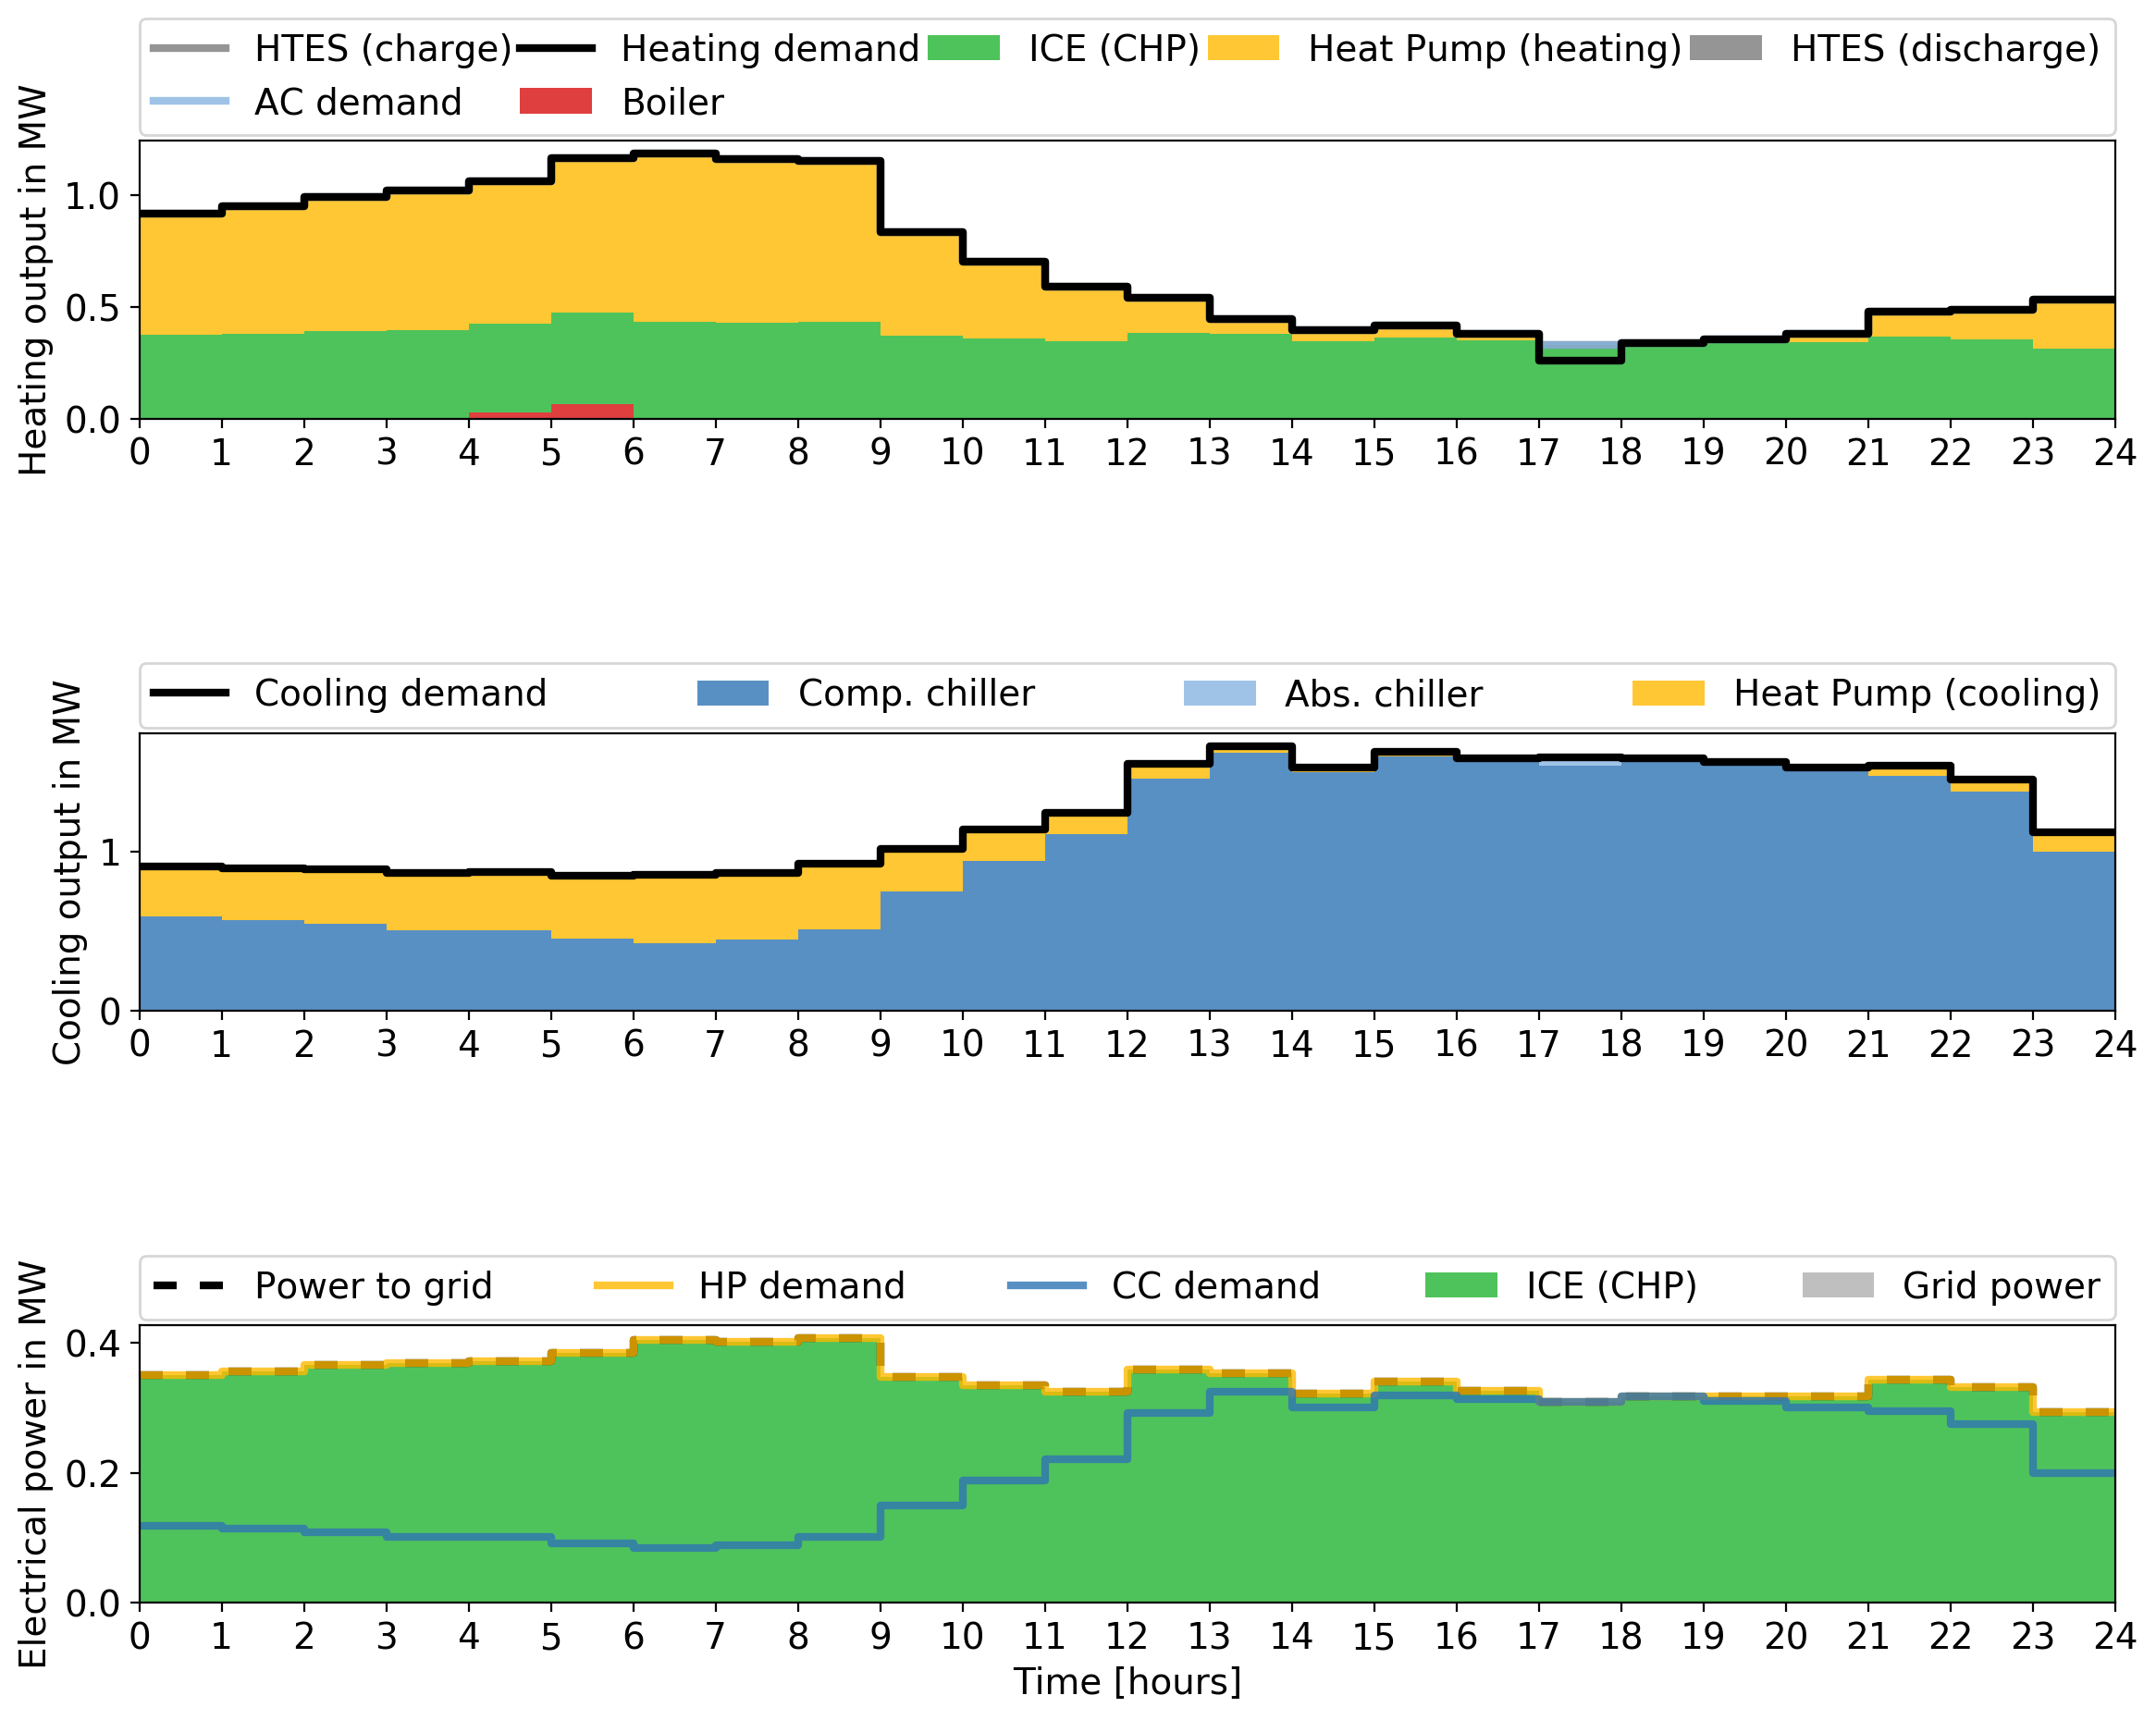 HTES (charge) Heating demand ICE (CHP) Heat Pump (heating) HTES (discharge)
AC demand Boiler
Heating output in MW
1.0
0.5
0.0
0 1 2 3 4 5 6 7 8 9 10 11 12 13 14 15 16 17 18 19 20 21 22 23 24
Cooling demand Comp. chiller Abs. chiller Heat Pump (cooling)
Cooling output in MW
1
0
0 1 2 3 4 5 6 7 8 9 10 11 12 13 14 15 16 17 18 19 20 21 22 23 24
Power to grid HP demand CC demand ICE (CHP) Grid power
Electrical power in MW
0.4
0.2
0.0
0 1 2 3 4 5 6 7 8 9 10 11 12 13 14 15 16 17 18 19 20 21 22 23 24
Time [hours]